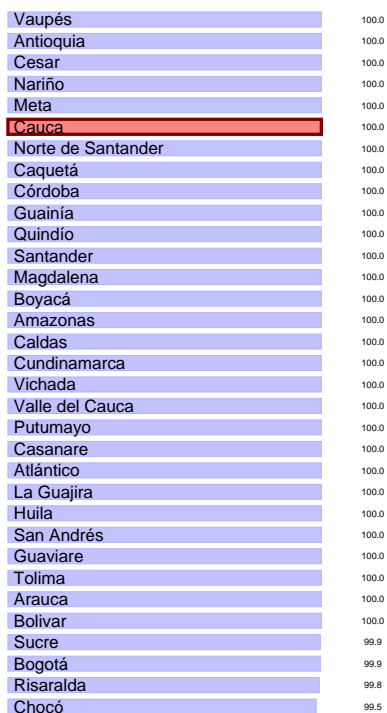 Vaupés 100.0
Antioquia 100.0
Cesar 100.0
Nariño 100.0
Meta 100.0
Cauca 100.0
Norte de Santander 100.0
Caquetá 100.0
Córdoba 100.0
Guainía 100.0
Quindío 100.0
Santander 100.0
Magdalena 100.0
Boyacá 100.0
Amazonas 100.0
Caldas 100.0
Cundinamarca 100.0
Vichada 100.0
Valle del Cauca 100.0
Putumayo 100.0
Casanare 100.0
Atlántico 100.0
La Guajira 100.0
Huila 100.0
San Andrés 100.0
Guaviare 100.0
Tolima 100.0
Arauca 100.0
Bolivar 100.0
Sucre 99.9
Bogotá 99.9
Risaralda 99.8
Chocó 99.5